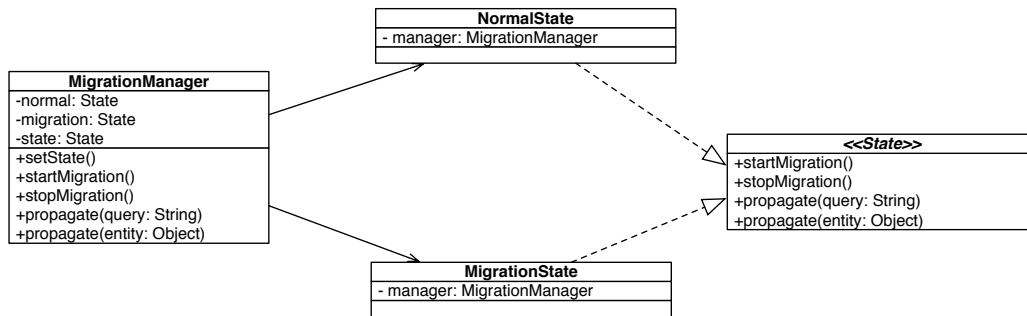 NormalState
- manager: MigrationManager
MigrationManager
-normal: State
-migration: State
-state: State
+setState()
+startMigration()
+stopMigration()
+propagate(query: String)
+propagate(entity: Object)
<<State>>
+startMigration()
+stopMigration()
+propagate(query: String)
+propagate(entity: Object)
MigrationState
- manager: MigrationManager